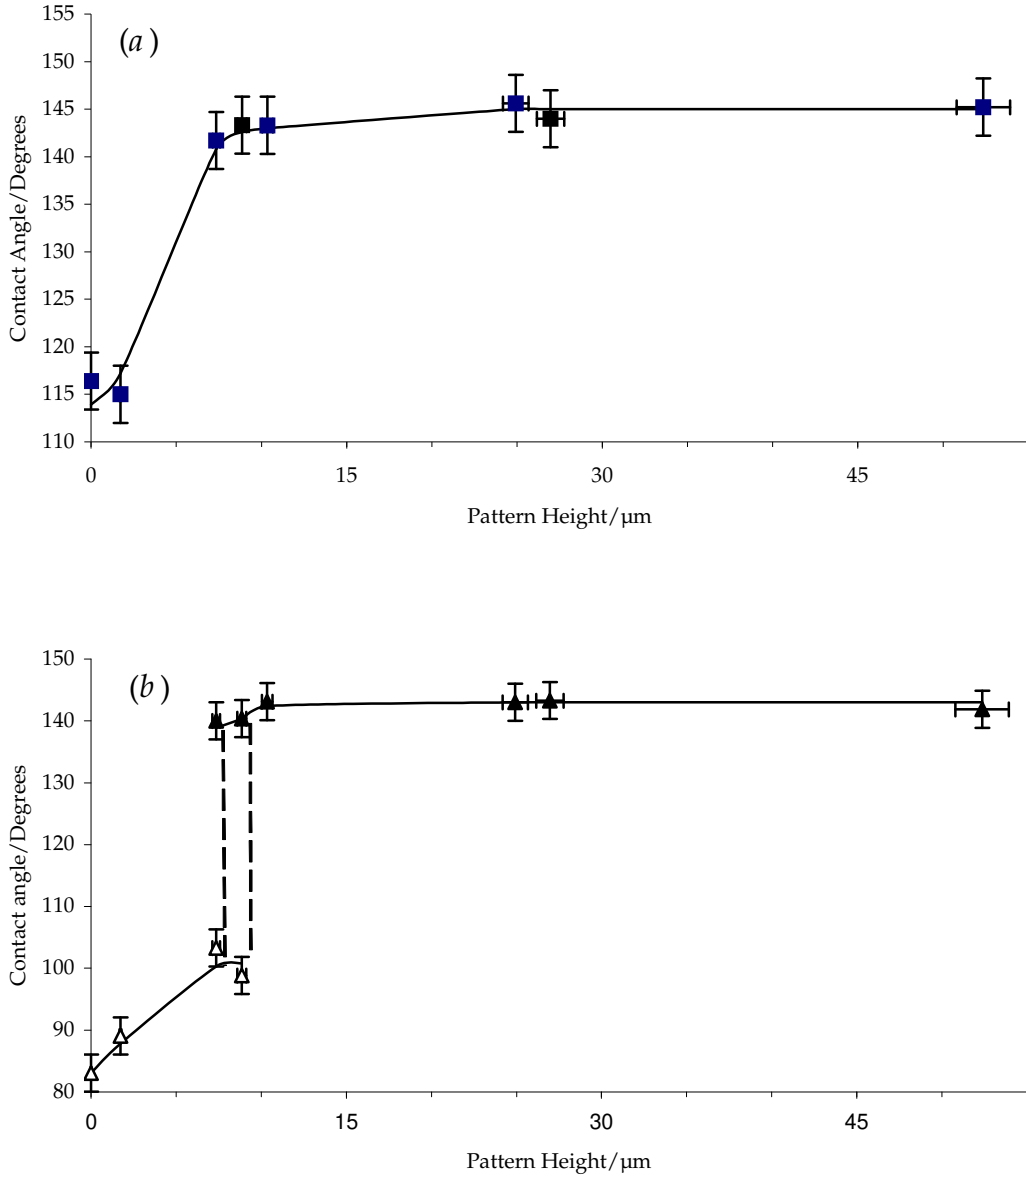 (a)
155
150
145
140
135
130
125
120
115
110
Contact Angle/Degrees
0 15 30 45
Pattern Height/µm
(b)
150
140
130
120
110
100
90
80
Contact angle/Degrees
0 15 30 45
Pattern Height/µm